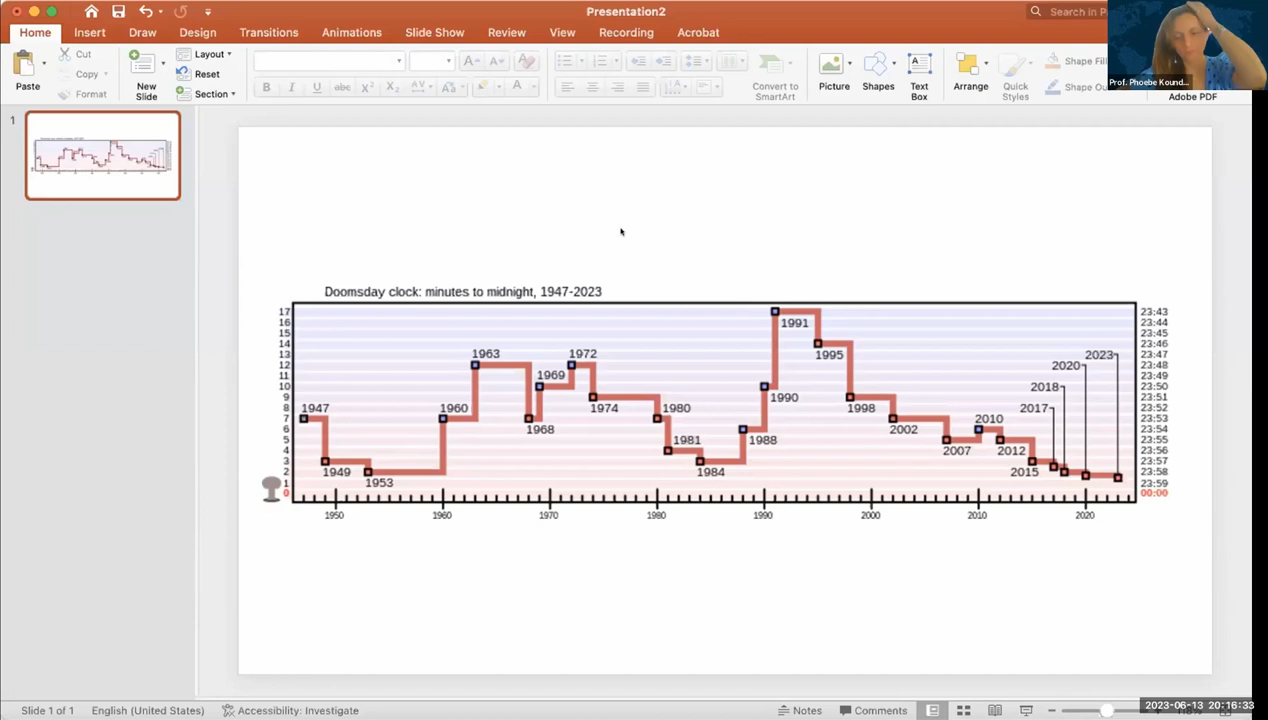 Presentation2
Search in P
Home Insert Draw Design Transitions Animations Slide Show Review View Recording Acrobat
Paste
Cut
Copy
Format
New Slide
Layout
Reset
Section
Convert to SmartArt
Picture
Shapes
Text Box
Arrange
Quick Styles
Shape Fill
Shape Ou
Adobe PDF
Prof. Phoebe Kound...
1
Doomsday clock: minutes to midnight, 1947-2023
17 23:43
16 23:44
15 23:45
14 23:46
13 23:47
12 23:48
11 23:49
10 23:50
9 23:51
8 23:52
7 23:53
6 23:54
5 23:55
4 23:56
3 23:57
2 23:58
1 23:59
0 00:00
1947
1949
1953
1960
1963
1968
1969
1972
1974
1980
1981
1984
1988
1990
1991
1995
1998
2002
2007
2010
2012
2015
2017
2018
2020
2023
1950 1960 1970 1980 1990 2000 2010 2020
Slide 1 of 1 English (United States) Accessibility: Investigate Notes Comments
2023-06-13 20:16:33